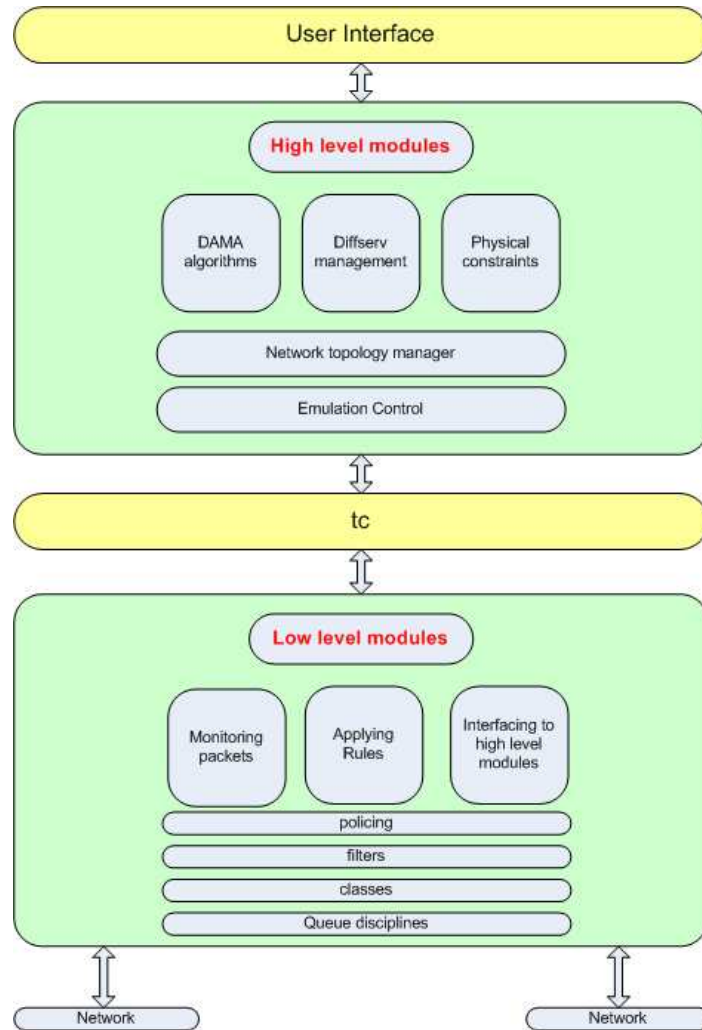 User Interface
High level modules
DAMA
algorithms
Diffserv
management
Physical
constraints
Network topology manager
Emulation Control
tc
Low level modules
Monitoring
packets
Applying
Rules
Interfacing to
high level
modules
policing
filters
classes
Queue disciplines
Network
Network